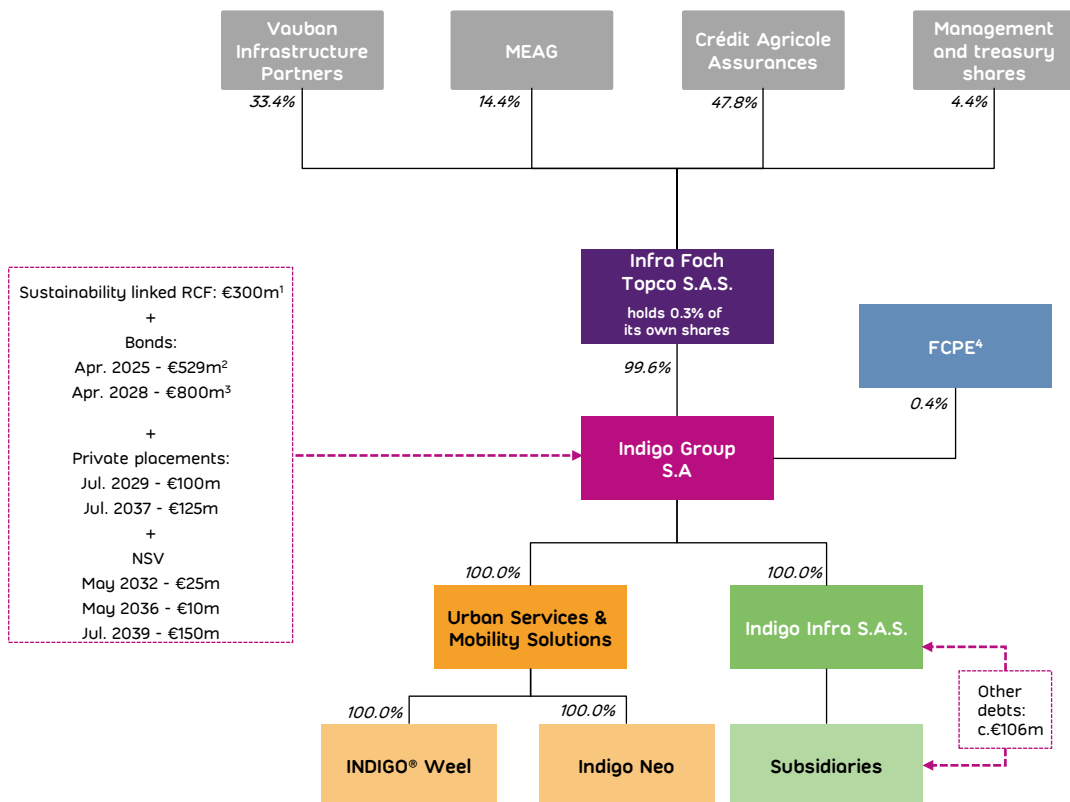 Vauban
Infrastructure
Partners
MEAG
Crédit Agricole
Assurances
Management
and treasury
shares
33.4%
14.4%
47.8%
4.4%
Infra Foch
Topco S.A.S.
holds 0.3% of
its own shares
Sustainability linked RCF: €300m¹
+
Bonds:
Apr. 2025 - €529m²
Apr. 2028 - €800m³
+
Private placements:
Jul. 2029 - €100m
Jul. 2037 - €125m
+
NSV
May 2032 - €25m
May 2036 - €10m
Jul. 2039 - €150m
FCPE⁴
99.6%
0.4%
Indigo Group
S.A
100.0%
100.0%
Urban Services &
Mobility Solutions
Indigo Infra S.A.S.
Other
debts:
c.€106m
100.0%
100.0%
INDIGO® Weel
Indigo Neo
Subsidiaries